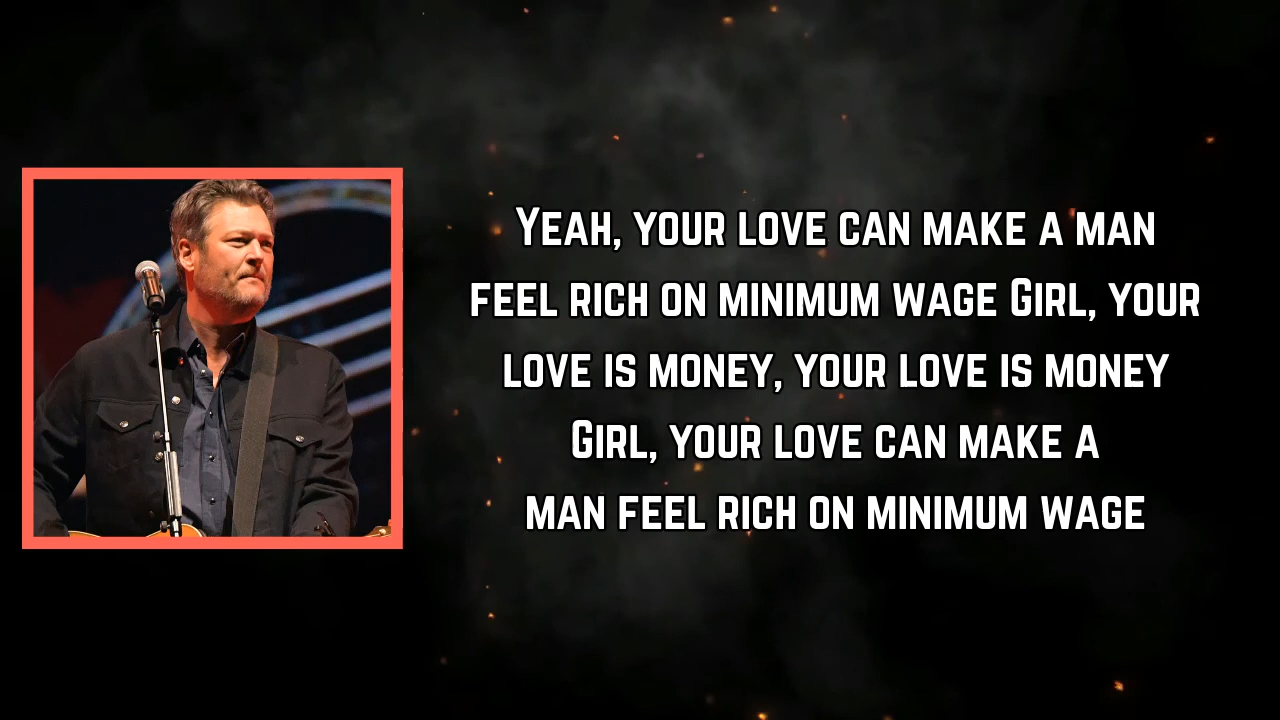 Yeah, your love can make a man
feel rich on minimum wage Girl, your
love is money, your love is money
Girl, your love can make a
man feel rich on minimum wage